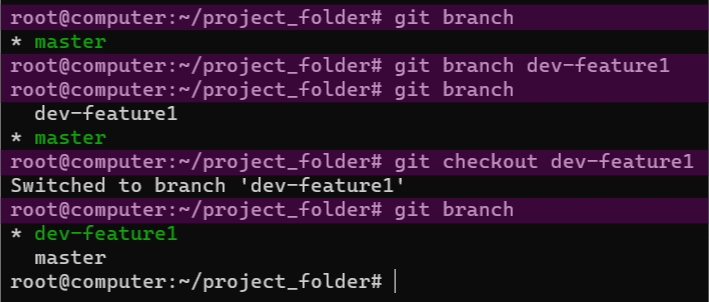 root@computer:~/project_folder# git branch
* master
root@computer:~/project_folder# git branch dev-feature1
root@computer:~/project_folder# git branch
  dev-feature1
* master
root@computer:~/project_folder# git checkout dev-feature1
Switched to branch 'dev-feature1'
root@computer:~/project_folder# git branch
* dev-feature1
  master
root@computer:~/project_folder#